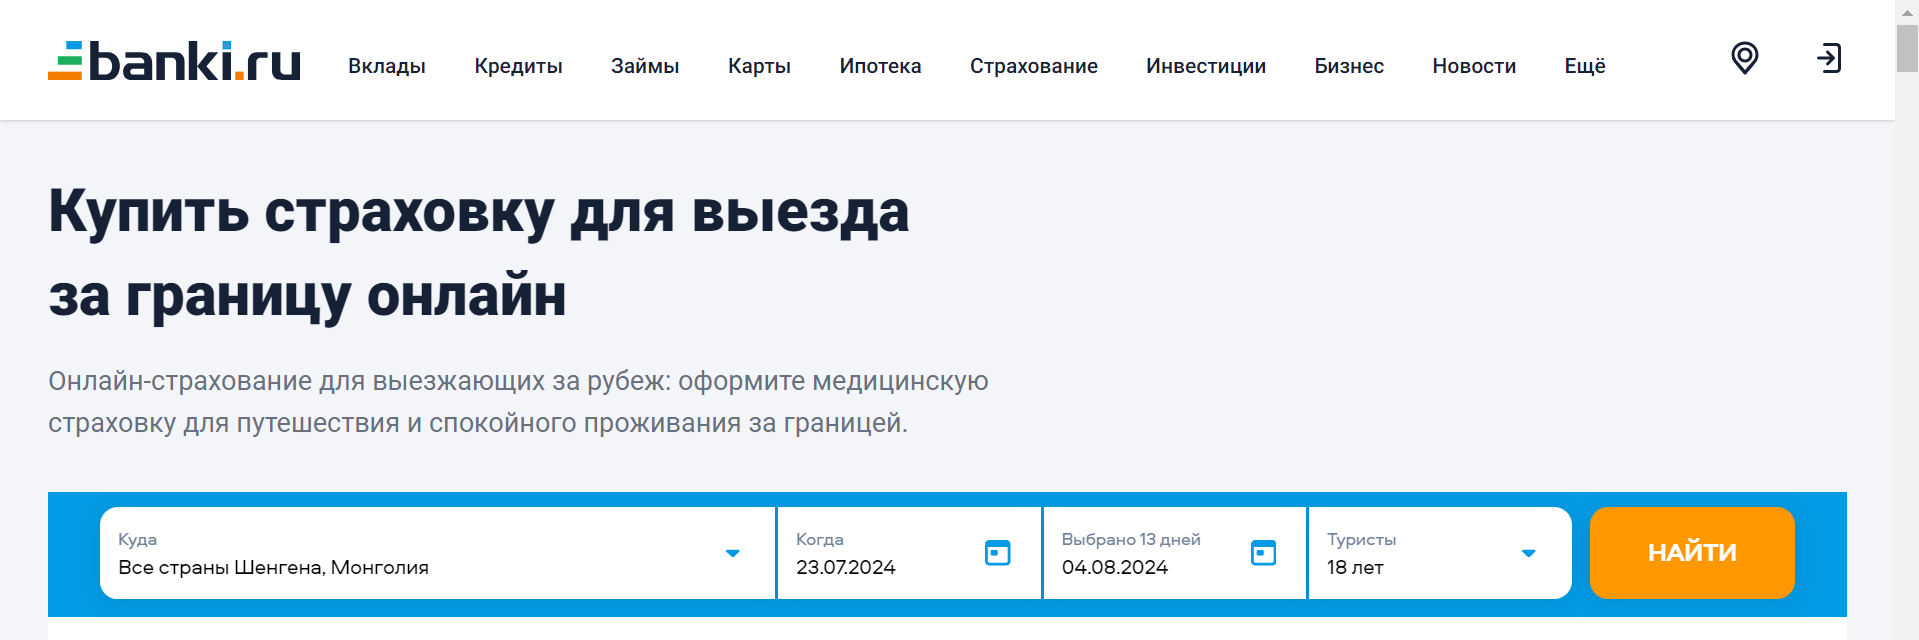 banki.ru
Вклады Кредиты Займы Карты Ипотека Страхование Инвестиции Бизнес Новости Ещё
Купить страховку для выезда
за границу онлайн
Онлайн-страхование для выезжающих за рубеж: оформите медицинскую
страховку для путешествия и спокойного проживания за границей.
Куда
Все страны Шенгена, Монголия
Когда
23.07.2024
Выбрано 13 дней
04.08.2024
Туристы
18 лет
НАЙТИ